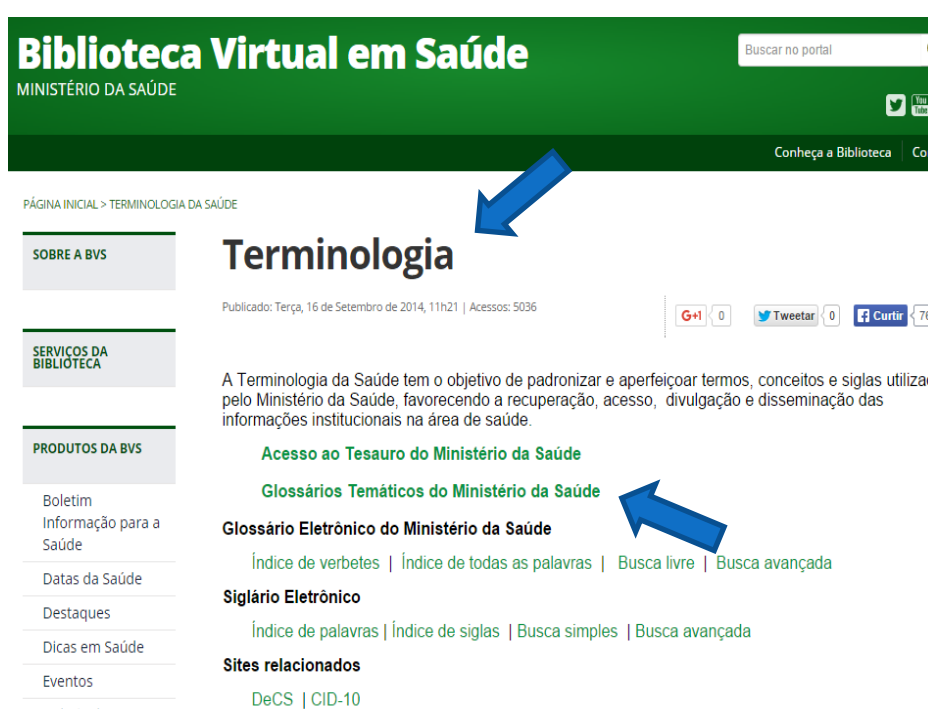 Biblioteca Virtual em Saúde
MINISTÉRIO DA SAÚDE
Buscar no portal
You Tube
Conheça a Biblioteca
Co
PÁGINA INICIAL > TERMINOLOGIA DA SAÚDE
SOBRE A BVS
SERVIÇOS DA
BIBLIOTECA
PRODUTOS DA BVS
Boletim
Informação para a
Saúde
Datas da Saúde
Destaques
Dicas em Saúde
Eventos
Terminologia
Publicado: Terça, 16 de Setembro de 2014, 11h21 | Acessos: 5036
G+1 0 Tweetar 0 Curtir 76
A Terminologia da Saúde tem o objetivo de padronizar e aperfeiçoar termos, conceitos e siglas utiliza
pelo Ministério da Saúde, favorecendo a recuperação, acesso, divulgação e disseminação das
informações institucionais na área de saúde.
Acesso ao Tesauro do Ministério da Saúde
Glossários Temáticos do Ministério da Saúde
Glossário Eletrônico do Ministério da Saúde
Índice de verbetes | Índice de todas as palavras | Busca livre | Busca avançada
Siglário Eletrônico
Índice de palavras | Índice de siglas | Busca simples | Busca avançada
Sites relacionados
DeCS | CID-10